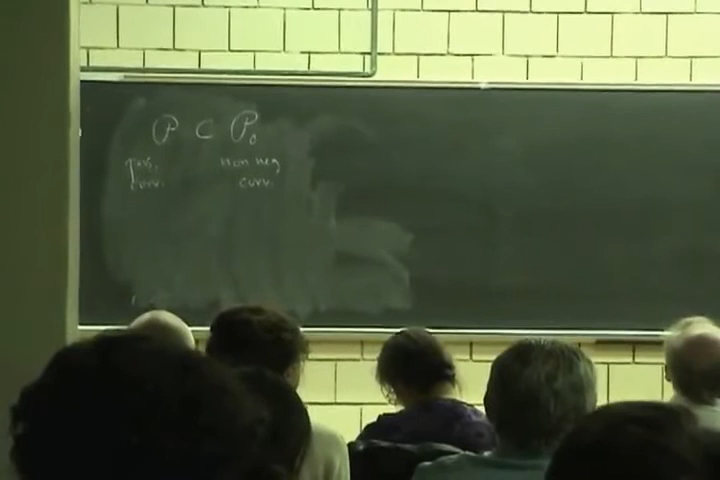 P ⊂ P₀
pos. non neg
curv. curv.